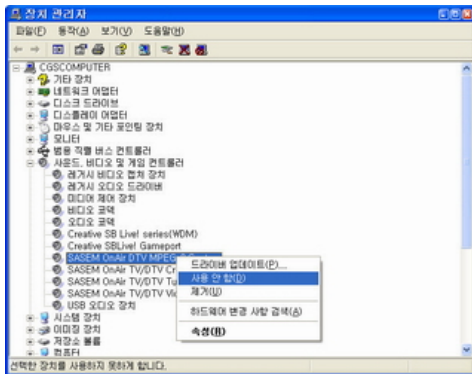 장치 관리자
파일(F) 동작(A) 보기(V) 도움말(H)
CGSCOMPUTER
기타 장치
네트워크 어댑터
디스크 드라이브
디스플레이 어댑터
마우스 및 기타 포인팅 장치
모니터
범용 직렬 버스 컨트롤러
사운드, 비디오 및 게임 컨트롤러
레거시 비디오 캡처 장치
레거시 오디오 드라이버
미디어 제어 장치
비디오 코덱
오디오 코덱
Creative SB Live! series(WDM)
Creative SBLive! Gameport
SASEM OnAir DTV MPEG
SASEM OnAir TV/DTV Cr
SASEM OnAir TV/DTV Tu
SASEM OnAir TV/DTV Vid
USB 오디오 장치
시스템 장치
이미징 장치
저장소 볼륨
컴퓨터
드라이버 업데이트(P)...
사용 안 함(D)
제거(U)
하드웨어 변경 사항 검색(A)
속성(R)
선택한 장치를 사용하지 못하게 합니다.